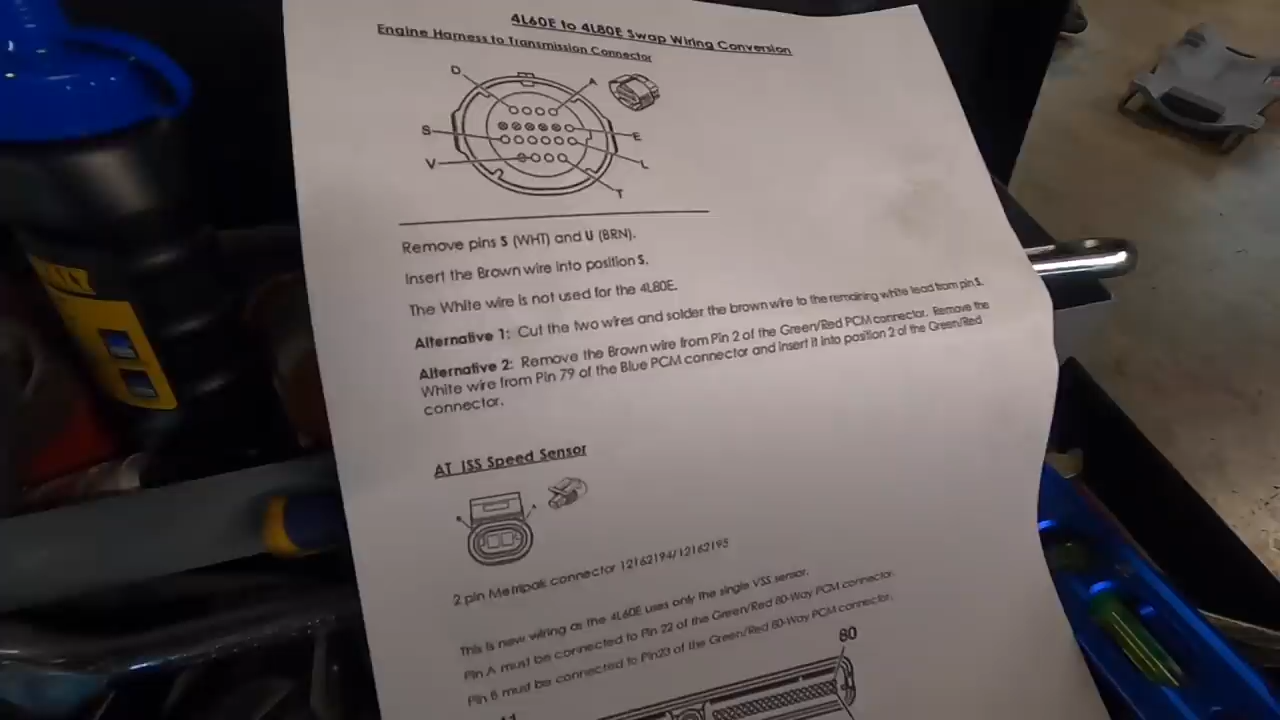 4L60E to 4L80E Swap Wiring Conversion
Engine Harness to Transmission Connector
D
A
S
E
V
L
T
Remove pins S (WHT) and U (BRN).
Insert the Brown wire into position S.
The White wire is not used for the 4L80E.
Alternative 1: Cut the two wires and solder the brown wire to the remaining white lead from pin S.
Alternative 2: Remove the Brown wire from Pin 2 of the Green/Red PCM connector. Remove the
White wire from Pin 79 of the Blue PCM connector and insert it into position 2 of the Green/Red
connector.
AT ISS Speed Sensor
2 pin Metripak connector 12162194/12162195
This is new wiring as the 4L60E uses only the single VSS sensor.
Pin A must be connected to Pin 22 of the Green/Red 80-Way PCM connector.
Pin B must be connected to Pin23 of the Green/Red 80-Way PCM connector.
80